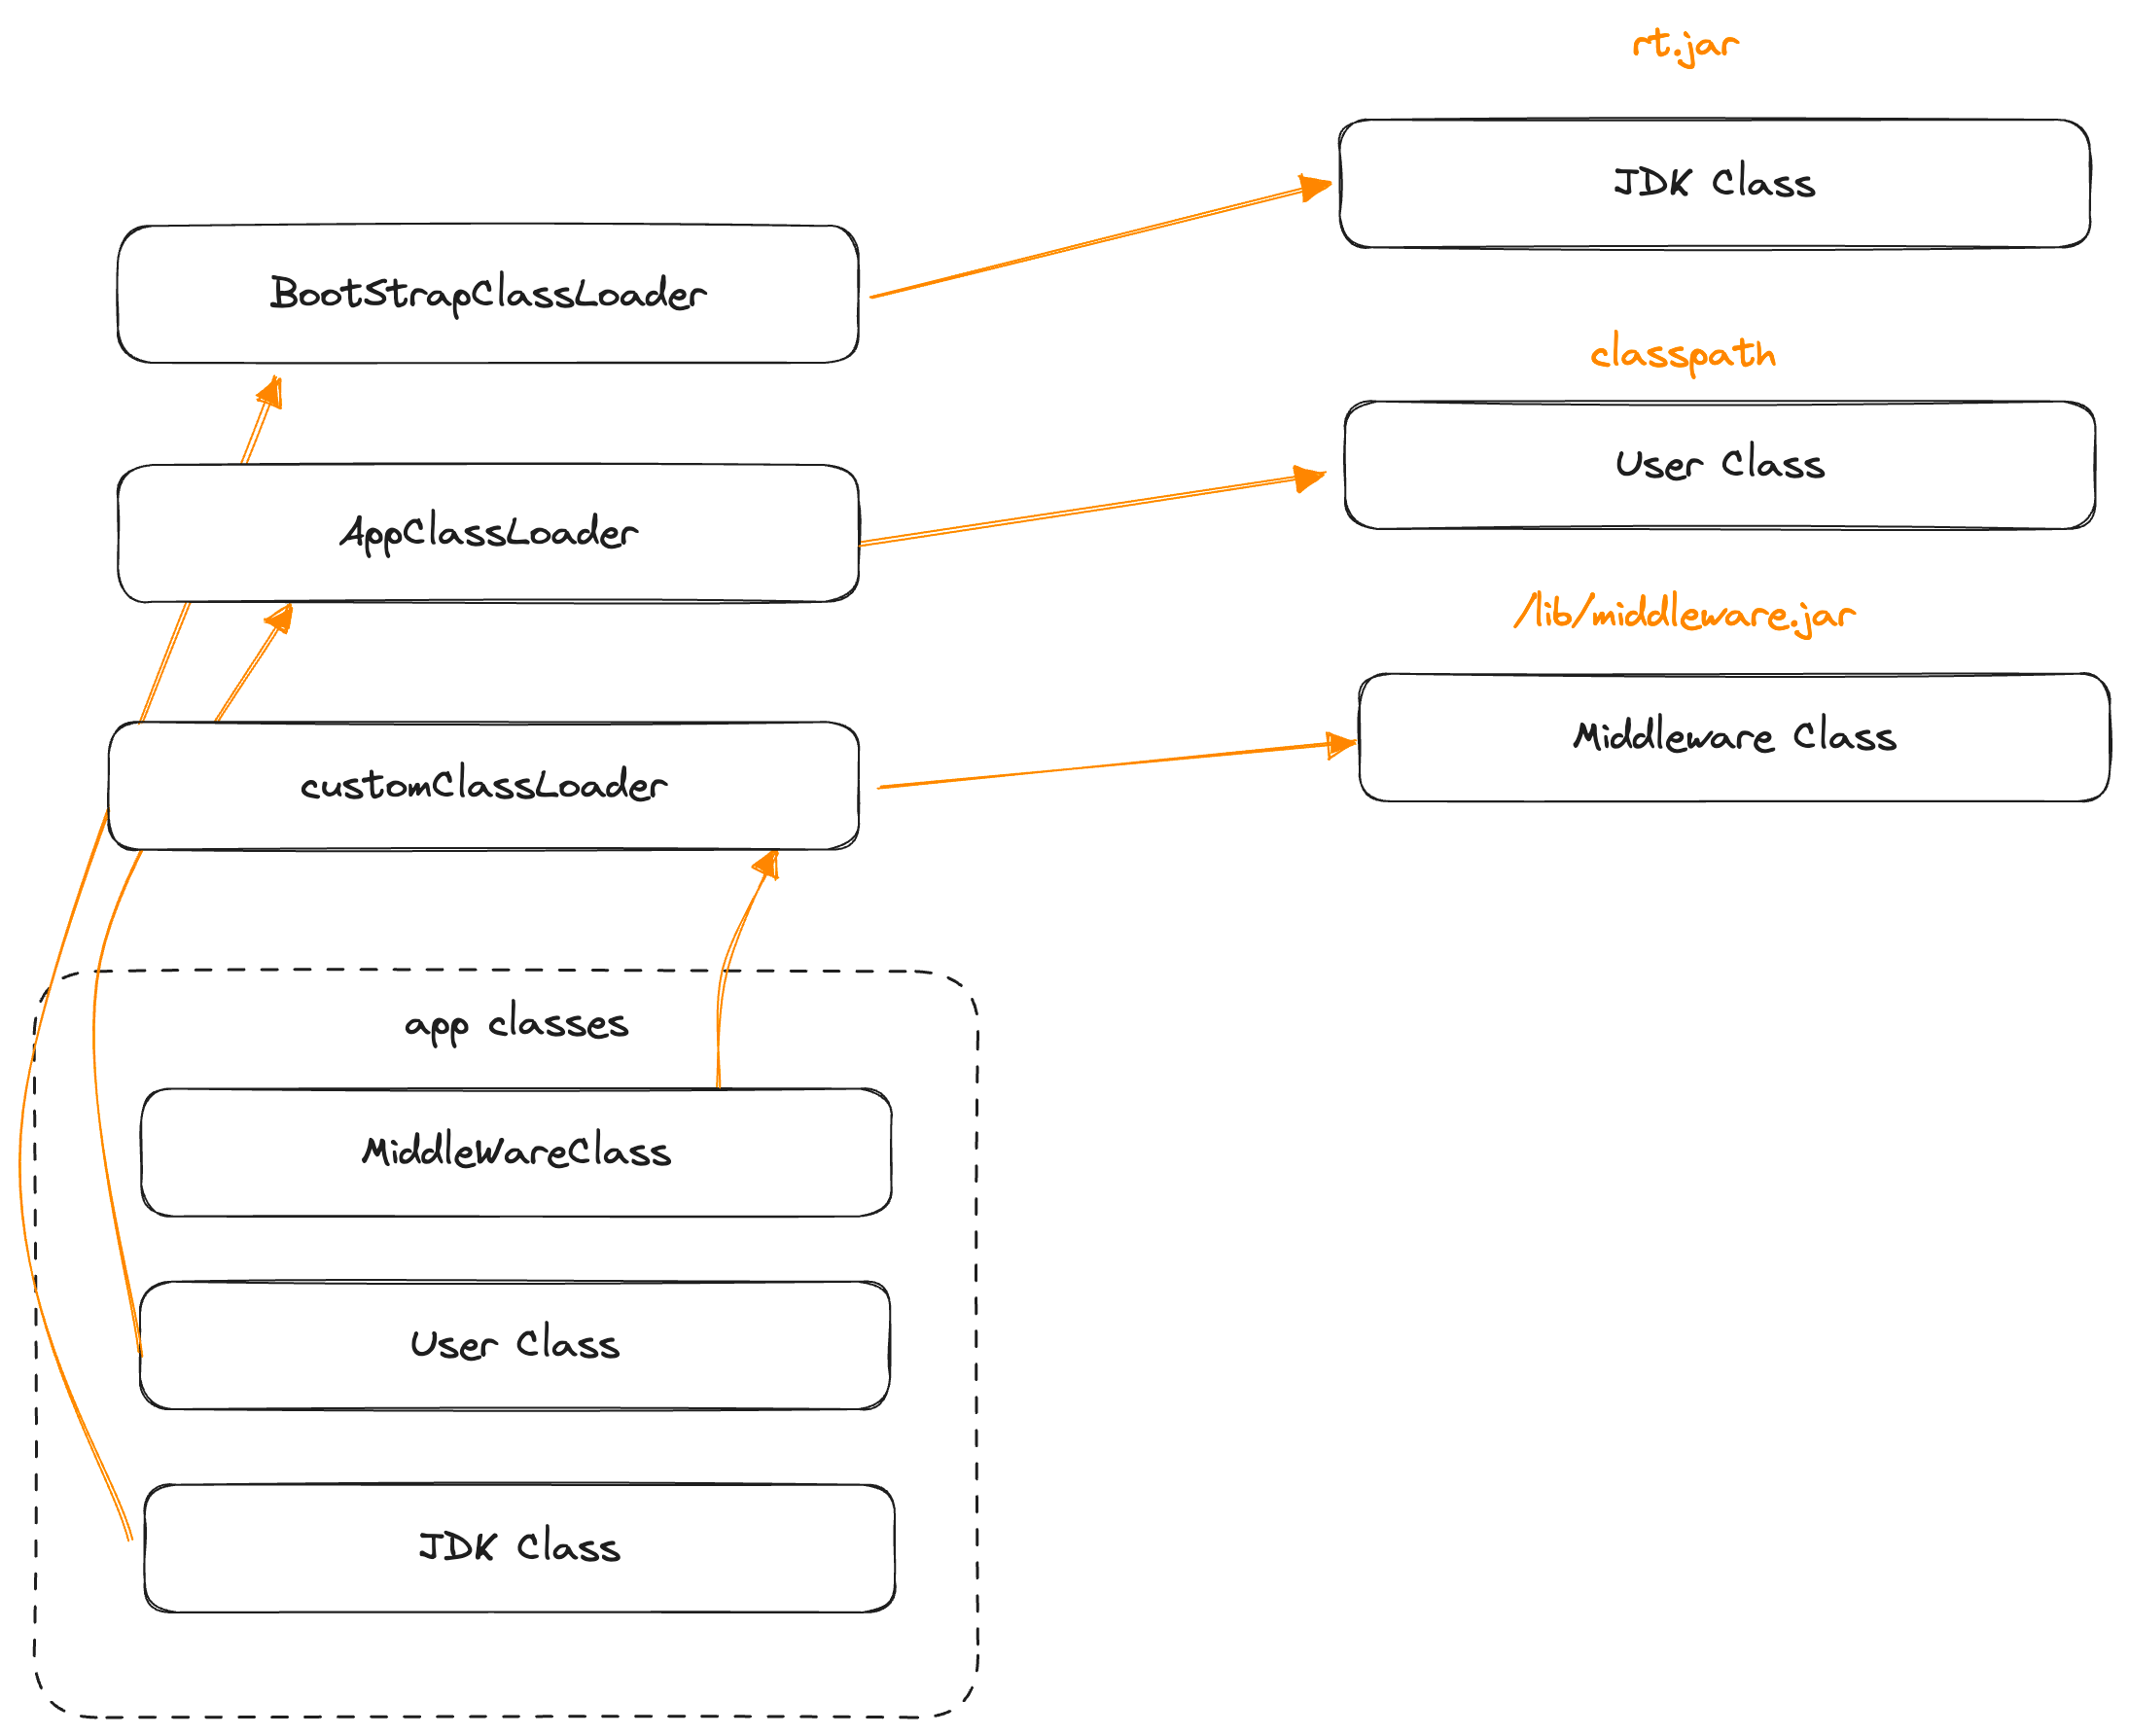 rt.jar
JDK Class
BootStrapClassLoader
classpath
User Class
AppClassLoader
/lib/middleware.jar
Middleware Class
customClassLoader
app classes
MiddleWareClass
User Class
JDK Class